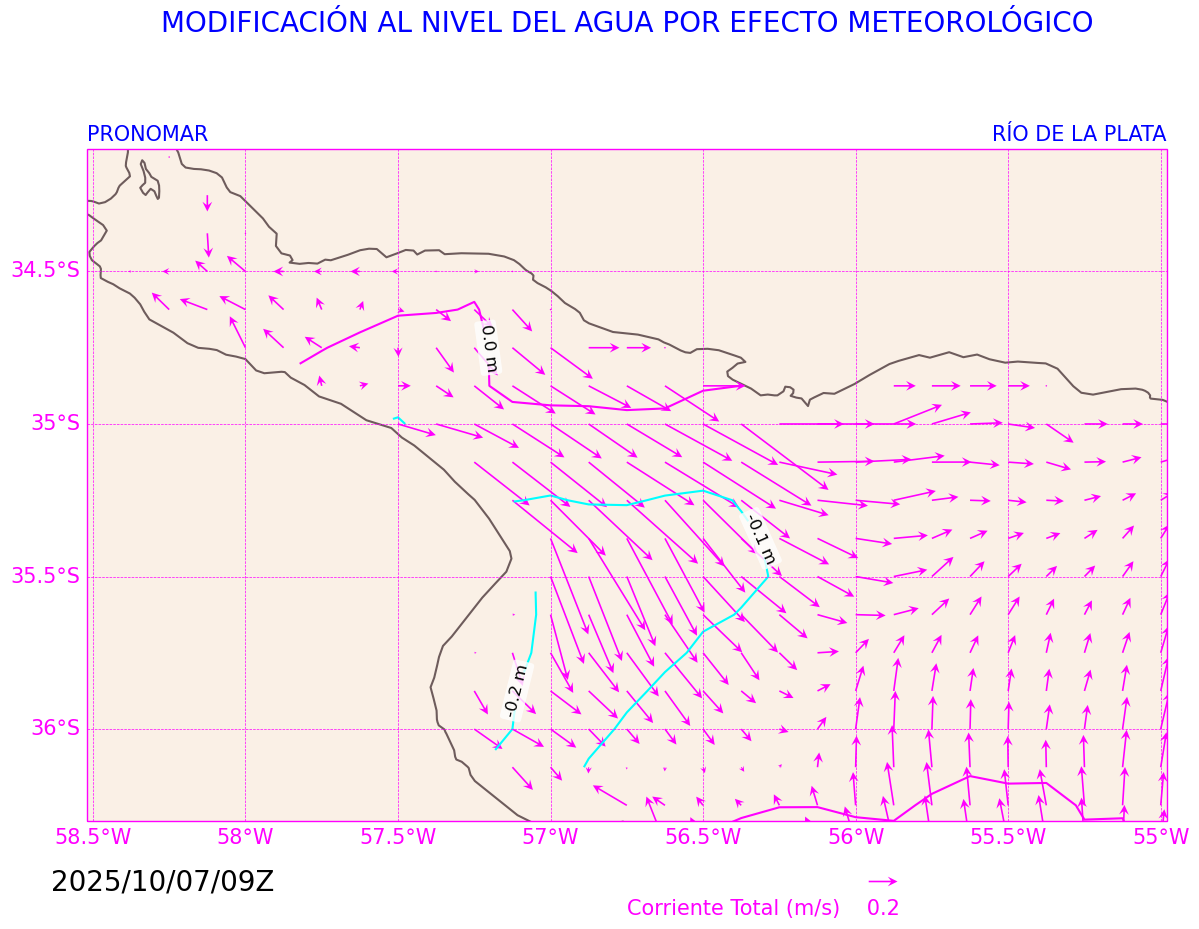 MODIFICACIÓN AL NIVEL DEL AGUA POR EFECTO METEOROLÓGICO
PRONOMAR
RÍO DE LA PLATA
34.5°S
0.0 m
35°S
-0.1 m
35.5°S
-0.2 m
36°S
58.5°W 58°W 57.5°W 57°W 56.5°W 56°W 55.5°W 55°W
2025/10/07/09Z
Corriente Total (m/s) 0.2